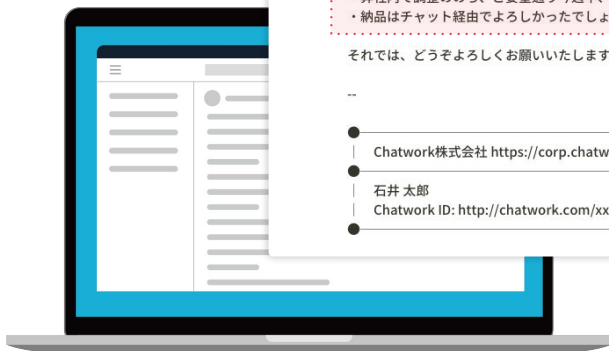 ・納品はチャット経由でよろしかったでしょ
それでは、どうぞよろしくお願いいたします
--
Chatwork株式会社 https://corp.chatw
石井 太郎
Chatwork ID: http://chatwork.com/xx